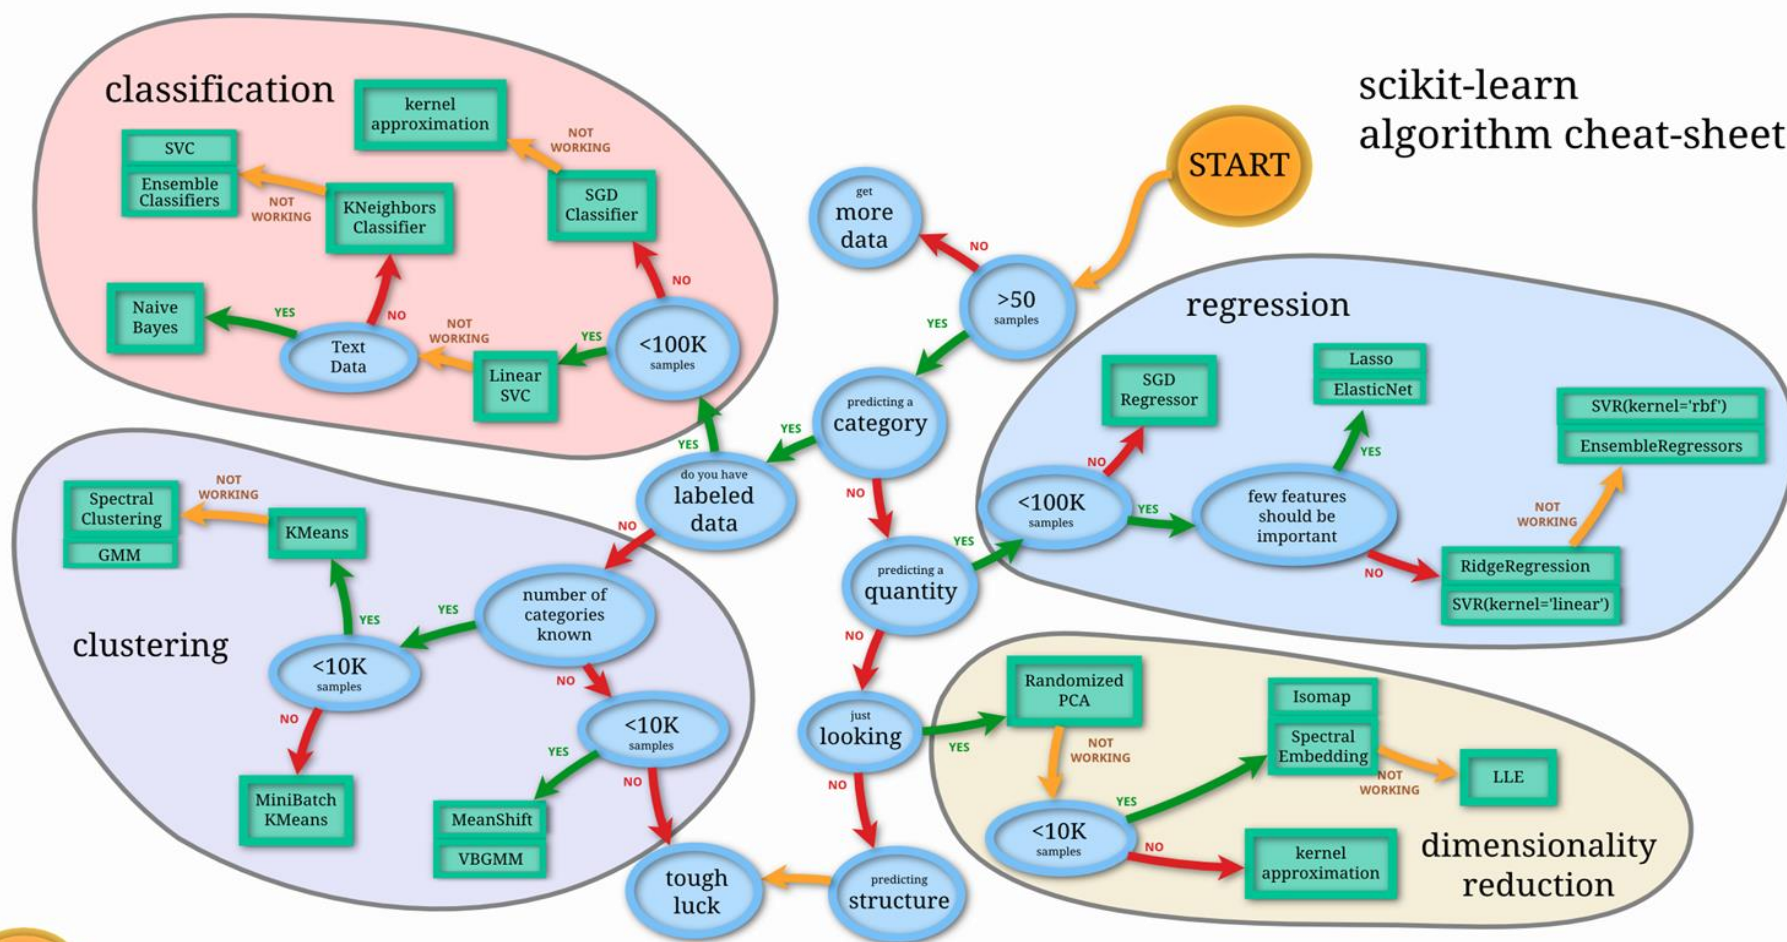 scikit-learn
algorithm cheat-sheet
START
classification
kernel
approximation
NOT
WORKING
SVC
Ensemble
Classifiers
NOT
WORKING
KNeighbors
Classifier
SGD
Classifier
NO
Naive
Bayes
YES
NO
Text
Data
NOT
WORKING
Linear
SVC
YES
<100K
samples
YES
get
more
data
NO
>50
samples
YES
predicting a
category
YES
do you have
labeled
data
NO
NO
predicting a
quantity
YES
NO
just
looking
YES
NO
predicting
structure
tough
luck
regression
SGD
Regressor
NO
<100K
samples
YES
few features
should be
important
YES
Lasso
ElasticNet
SVR(kernel='rbf')
EnsembleRegressors
NOT
WORKING
NO
RidgeRegression
SVR(kernel='linear')
clustering
Spectral
Clustering
GMM
NOT
WORKING
KMeans
YES
<10K
samples
YES
number of
categories
known
NO
NO
MiniBatch
KMeans
<10K
samples
YES
NO
MeanShift
VBGMM
Randomized
PCA
NOT
WORKING
<10K
samples
YES
NO
Isomap
Spectral
Embedding
NOT
WORKING
LLE
kernel
approximation
dimensionality
reduction